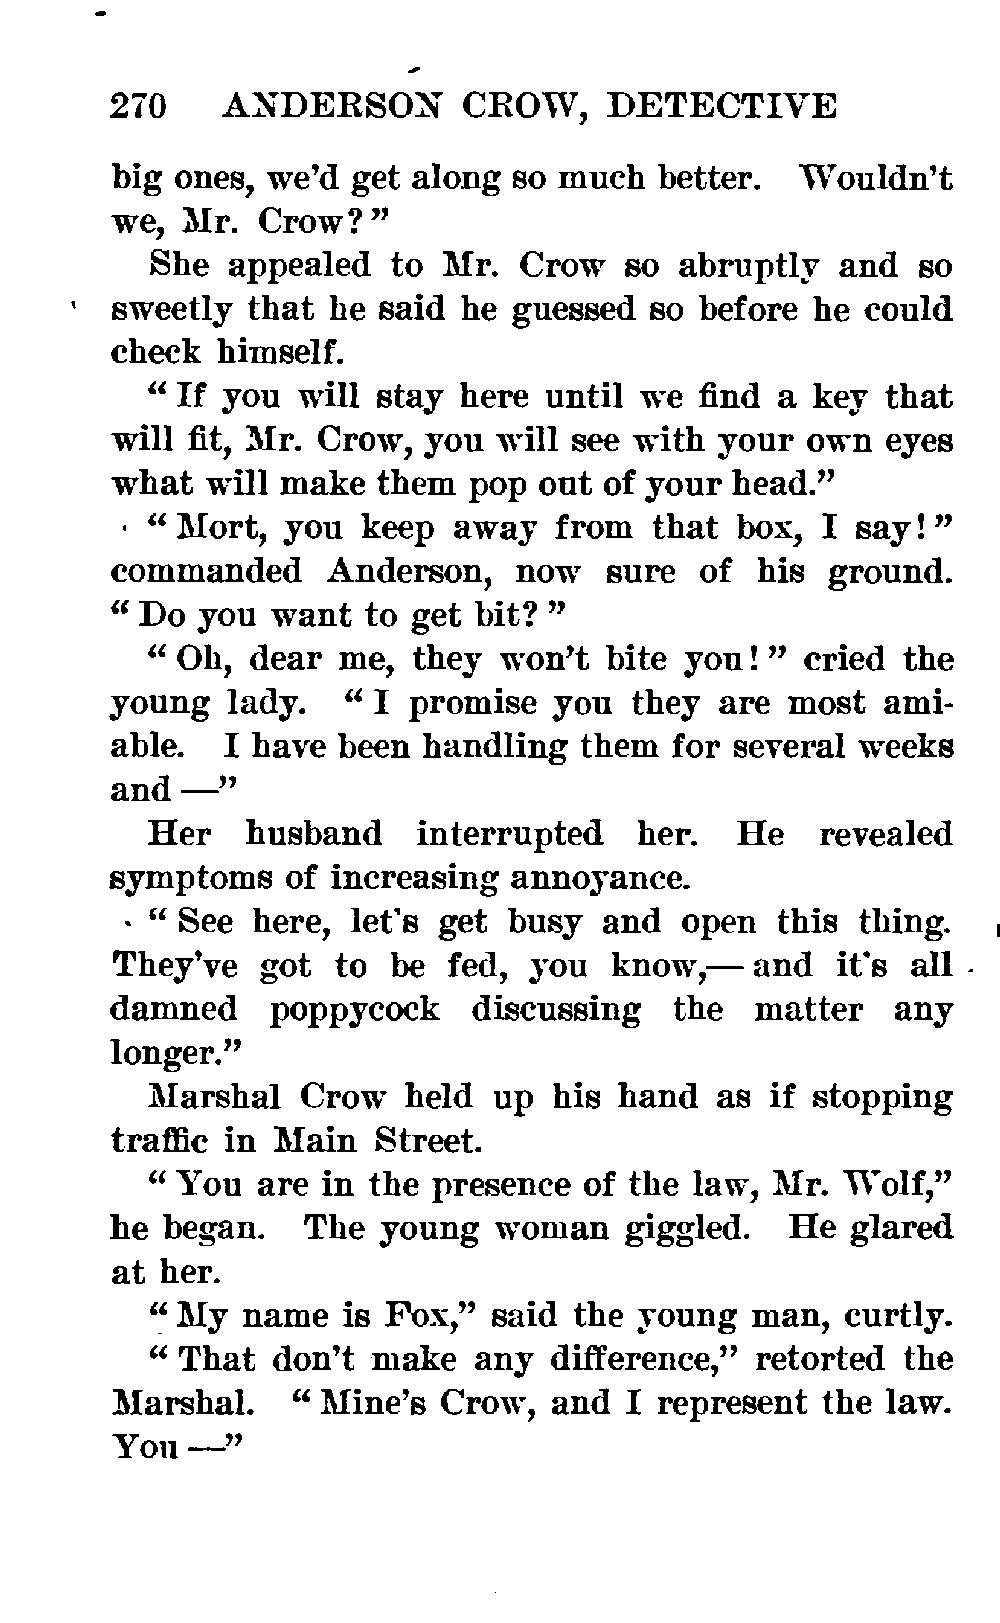 270 ANDERSON CROW, DETECTIVE
big ones, we'd get along so much better. Wouldn't
we, Mr. Crow?"
She appealed to Mr. Crow so abruptly and so
sweetly that he said he guessed so before he could
check himself.
"If you will stay here until we find a key that
will fit, Mr. Crow, you will see with your own eyes
what will make them pop out of your head."
"Mort, you keep away from that box, I say!"
commanded Anderson, now sure of his ground.
"Do you want to get bit?"
"Oh, dear me, they won't bite you!" cried the
young lady. "I promise you they are most ami-
able. I have been handling them for several weeks
and —"
Her husband interrupted her. He revealed
symptoms of increasing annoyance.
"See here, let's get busy and open this thing.
They've got to be fed, you know,— and it's all
damned poppycock discussing the matter any
longer."
Marshal Crow held up his hand as if stopping
traffic in Main Street.
"You are in the presence of the law, Mr. Wolf,"
he began. The young woman giggled. He glared
at her.
"My name is Fox," said the young man, curtly.
"That don't make any difference," retorted the
Marshal. "Mine's Crow, and I represent the law.
You —"